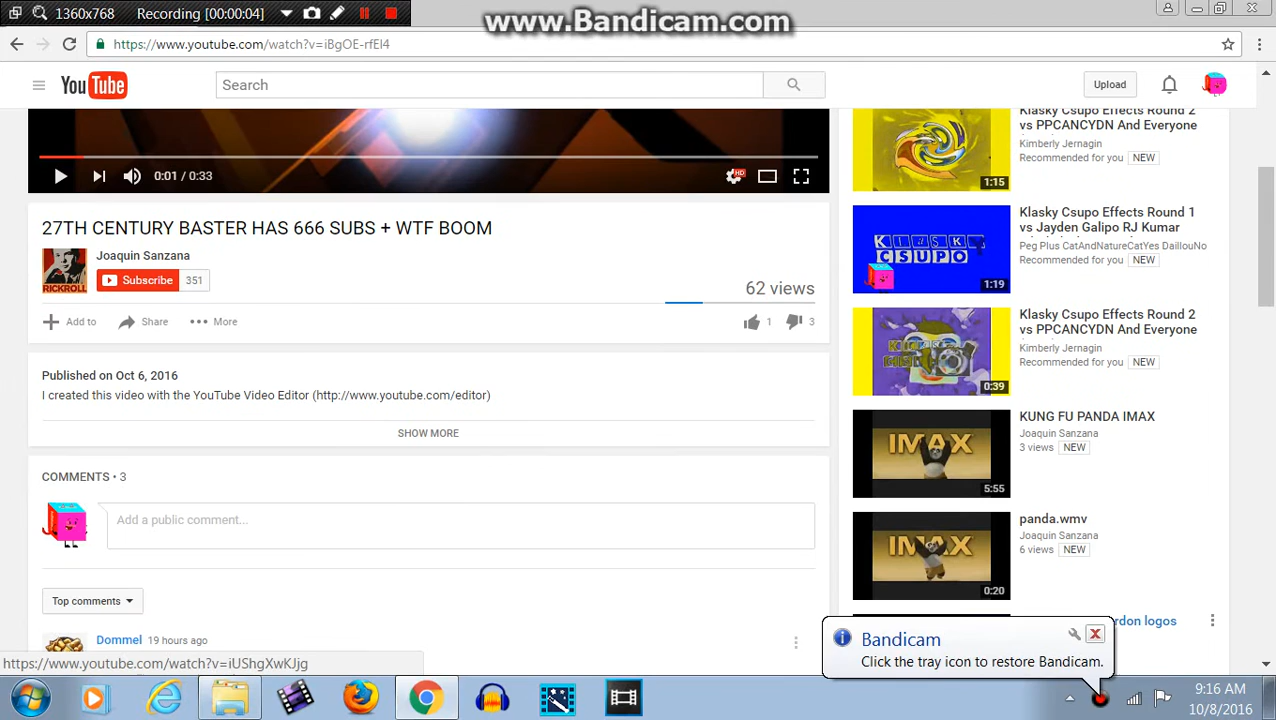 1360x768 Recording [00:00:04]
www.Bandicam.com
https://www.youtube.com/watch?v=iBgOE-rfEI4
YouTube
Search
Upload
0:01 / 0:33
HD
27TH CENTURY BASTER HAS 666 SUBS + WTF BOOM
RICKROLL
Joaquin Sanzana
Subscribe 351
62 views
Add to Share More
1 3
Published on Oct 6, 2016
I created this video with the YouTube Video Editor (http://www.youtube.com/editor)
SHOW MORE
COMMENTS • 3
Add a public comment...
Top comments
Dommel 19 hours ago
https://www.youtube.com/watch?v=iUShgXwKJjg
1:15
Klasky Csupo Effects Round 2
vs PPCANCYDN And Everyone
Kimberly Jernagin
Recommended for you NEW
KLASKY
CSUPO
1:19
Klasky Csupo Effects Round 1
vs Jayden Galipo RJ Kumar
Peg Plus CatAndNatureCatYes DaillouNo
Recommended for you NEW
0:39
Klasky Csupo Effects Round 2
vs PPCANCYDN And Everyone
Kimberly Jernagin
Recommended for you NEW
IMAX
5:55
KUNG FU PANDA IMAX
Joaquin Sanzana
3 views NEW
IMAX
0:20
panda.wmv
Joaquin Sanzana
6 views NEW
logos
Bandicam
Click the tray icon to restore Bandicam.
9:16 AM
10/8/2016